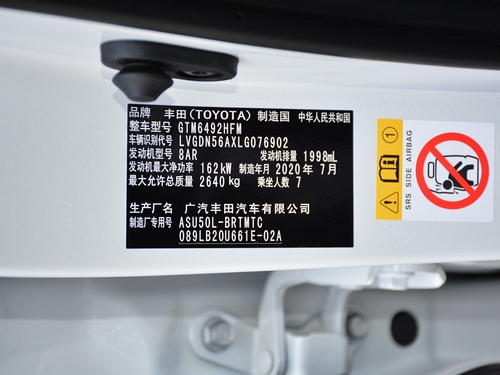 品牌 丰田(TOYOTA) 制造国 中华人民共和国
整车型号 GTM6492HFM
车辆识别代号 LVGDN56AXLG076902
发动机型号 8AR 发动机排量 1998mL
发动机最大净功率 162kW 制造年月 2020年7月
最大允许总质量 2640kg 乘坐人数 7
生产厂名 广汽丰田汽车有限公司
制造厂专用号 ASU50L-BRTMTC
089LB20U661E-02A
SRS SIDE AIRBAG